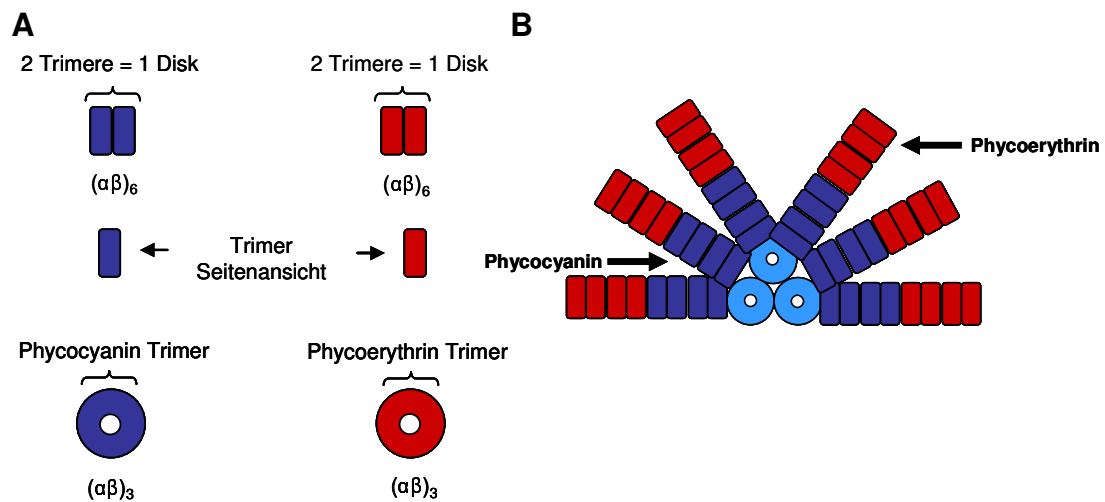 A
2 Trimere = 1 Disk
2 Trimere = 1 Disk
(αβ)₆
(αβ)₆
Trimer
Seitenansicht
Phycocyanin Trimer
Phycoerythrin Trimer
(αβ)₃
(αβ)₃
B
Phycoerythrin
Phycocyanin